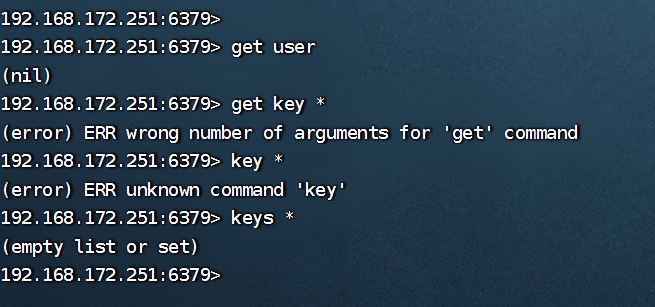 192.168.172.251:6379>
192.168.172.251:6379> get user
(nil)
192.168.172.251:6379> get key *
(error) ERR wrong number of arguments for 'get' command
192.168.172.251:6379> key *
(error) ERR unknown command 'key'
192.168.172.251:6379> keys *
(empty list or set)
192.168.172.251:6379>